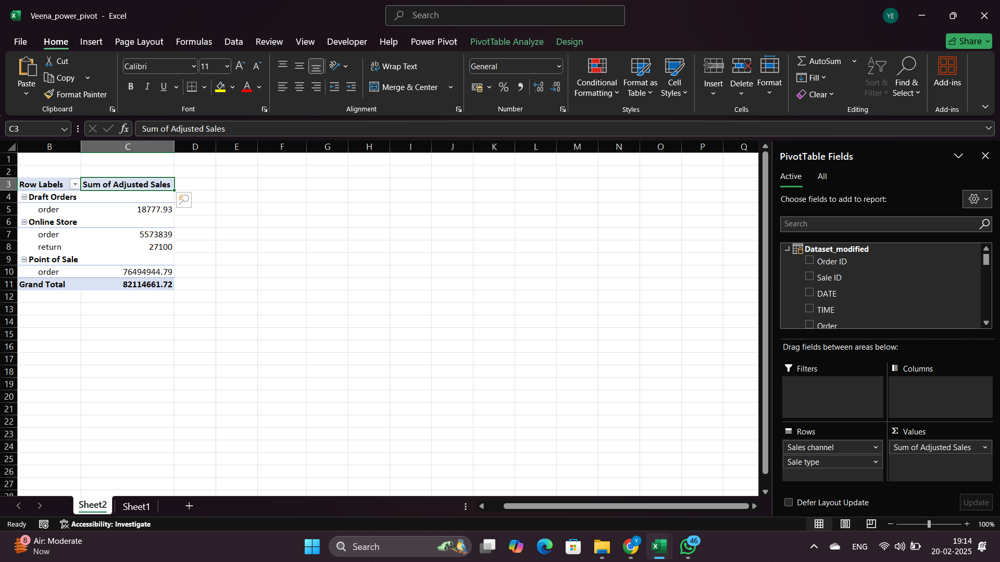 Veena_power_pivot - Excel
Search
YE
File Home Insert Page Layout Formulas Data Review View Developer Help Power Pivot PivotTable Analyze Design
Share
Paste
Cut
Copy
Format Painter
Clipboard
Calibri 11
B I U
Font
Wrap Text
Merge & Center
Alignment
General
Number
Conditional Formatting
Format as Table
Cell Styles
Styles
Insert
Delete
Format
Cells
AutoSum
Fill
Clear
Sort & Filter
Find & Select
Editing
Add-ins
Add-ins
C3 fx Sum of Adjusted Sales
B C D E F G H I J K L M N O P Q
1
2
3 Row Labels Sum of Adjusted Sales
4 Draft Orders
5 order 18777.93
6 Online Store
7 order 5573839
8 return 27100
9 Point of Sale
10 order 76494944.79
11 Grand Total 82114661.72
12
13
14
15
16
17
18
19
20
21
22
23
24
25
26
27
28
PivotTable Fields
Active All
Choose fields to add to report:
Search
Dataset_modified
Order ID
Sale ID
DATE
TIME
Order
Drag fields between areas below:
Filters
Columns
Rows
Σ Values
Sales channel
Sum of Adjusted Sales
Sale type
Defer Layout Update
Update
Sheet2 Sheet1
Ready
Accessibility: Investigate
100%
8
Air: Moderate
Now
Search
Y
46
ENG
19:14
20-02-2025